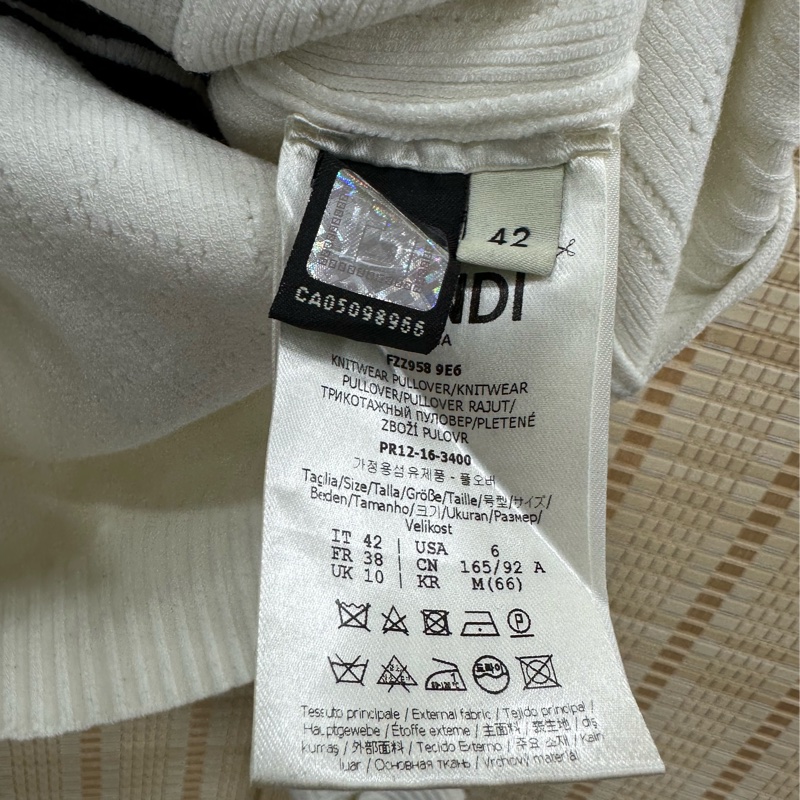 42
CA05098966
NDI
FZZ958 9E6
KNITWEAR PULLOVER/KNITWEAR
PULLOVER/PULLOVER RAJUT/
ТРИКОТАЖНЫЙ ПУЛОВЕР/PLETENÉ
ZBOŽÍ PULOVR
PR12-16-3400
가정용섬유제품 - 풀오버
Taglia/Size/Talla/Größe/Taille/号型/サイズ/
Beden/Tamanho/크기/Ukuran/Размер/
Velikost
IT 42 | USA 6
FR 38 | CN 165/92 A
UK 10 | KR M(66)
P
드라이
Tessuto principale / External fabric / Tejido principal /
Hauptgewebe / Étoffe externe / 主面料 / 表生地 / dış
kumaş / 外部面料 / Tecido Externo / 주요 소재 / Kain
luar / Основная ткань / Vrchový materiál